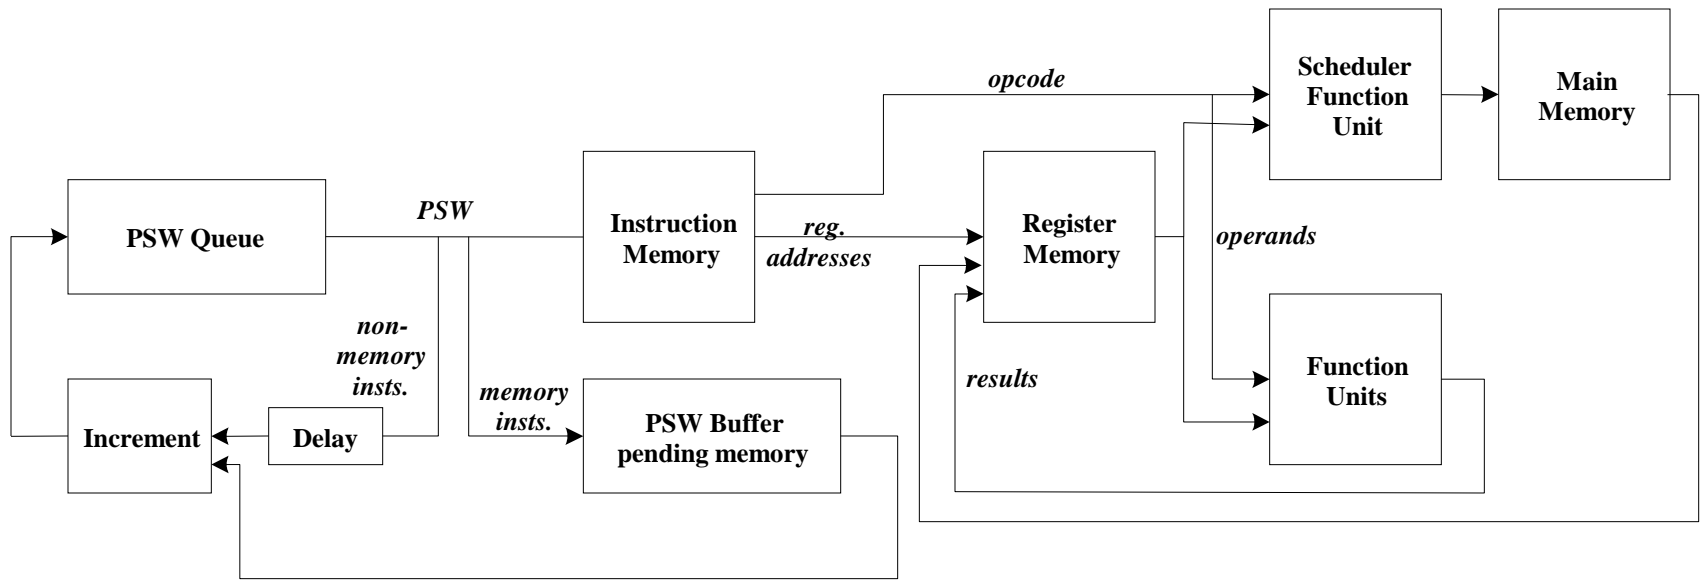 opcode
Scheduler
Function
Unit
Main
Memory
PSW Queue
PSW
Instruction
Memory
reg.
addresses
Register
Memory
operands
non-
memory
insts.
Increment
Delay
memory
insts.
PSW Buffer
pending memory
results
Function
Units